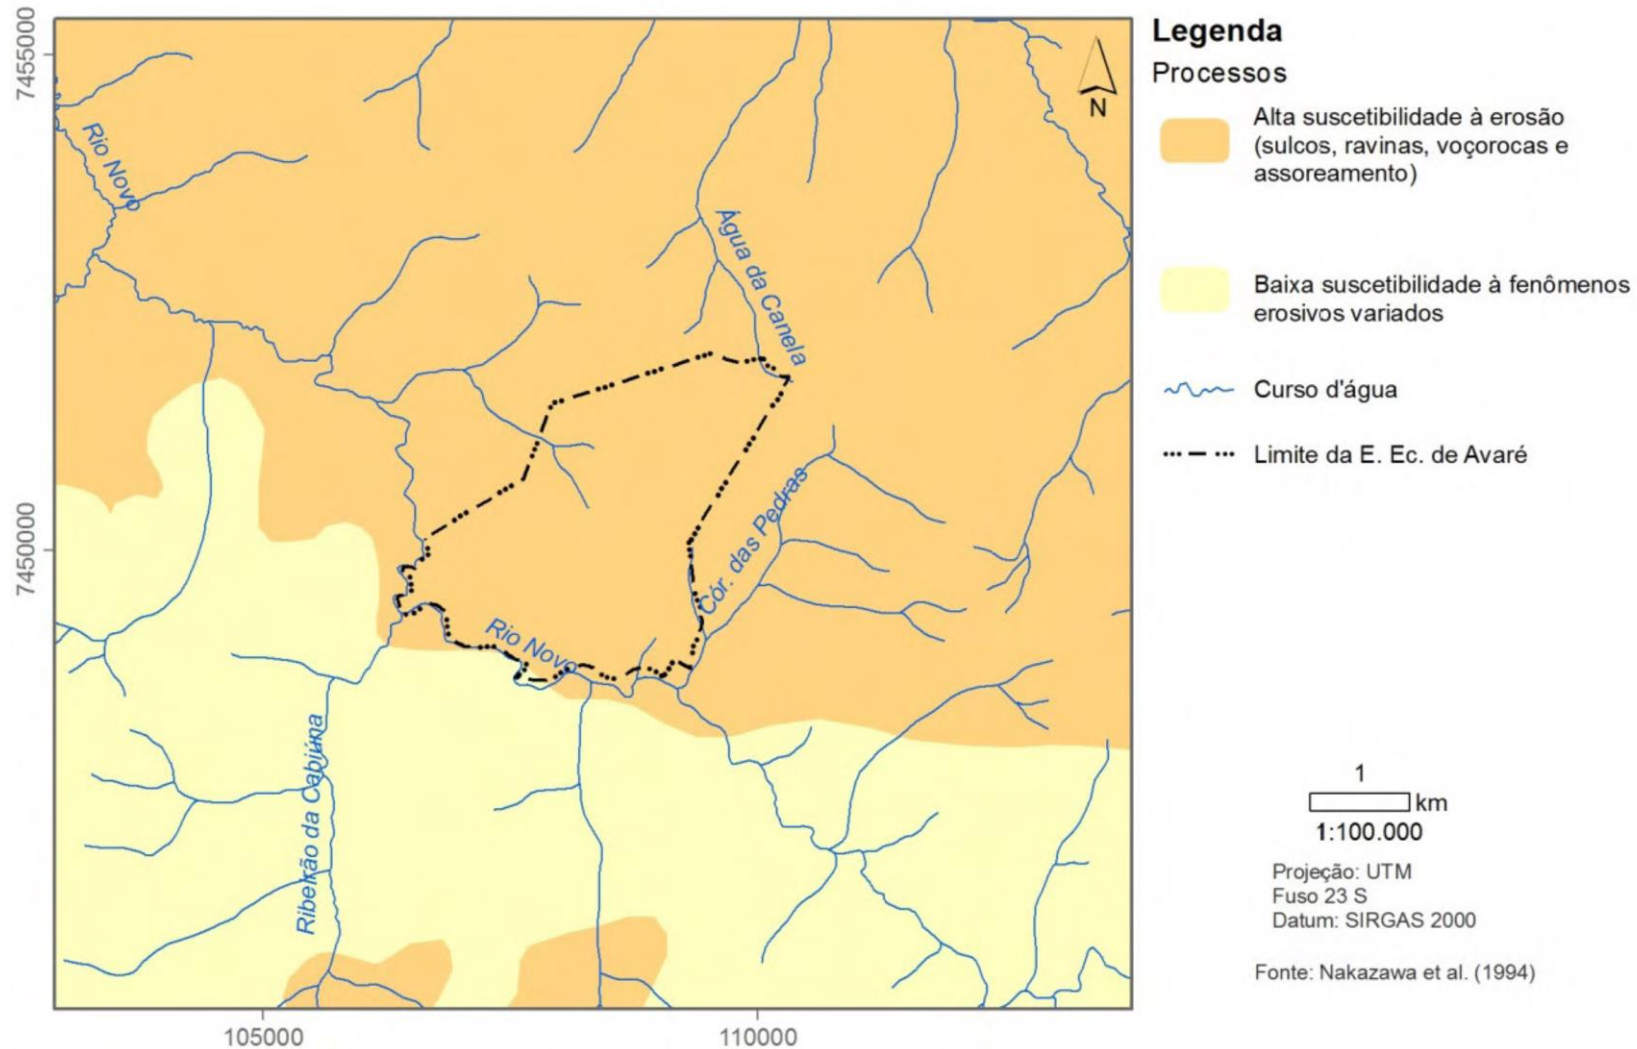 7455000
7450000
105000
110000
Rio Novo
Água da Canela
Cór. das Pedras
Rio Novo
Ribeirão da Cabiúna
N
Legenda
Processos
Alta suscetibilidade à erosão
(sulcos, ravinas, voçorocas e
assoreamento)
Baixa suscetibilidade à fenômenos
erosivos variados
Curso d'água
Limite da E. Ec. de Avaré
1
km
1:100.000
Projeção: UTM
Fuso 23 S
Datum: SIRGAS 2000
Fonte: Nakazawa et al. (1994)